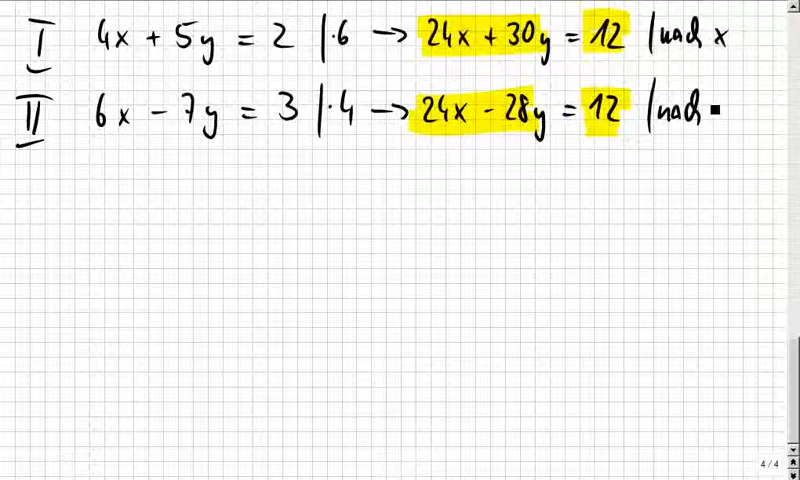 I 4x + 5y = 2 |·6 → 24x + 30y = 12 | nach x
II 6x - 7y = 3 |·4 → 24x - 28y = 12 | nach
4 / 4